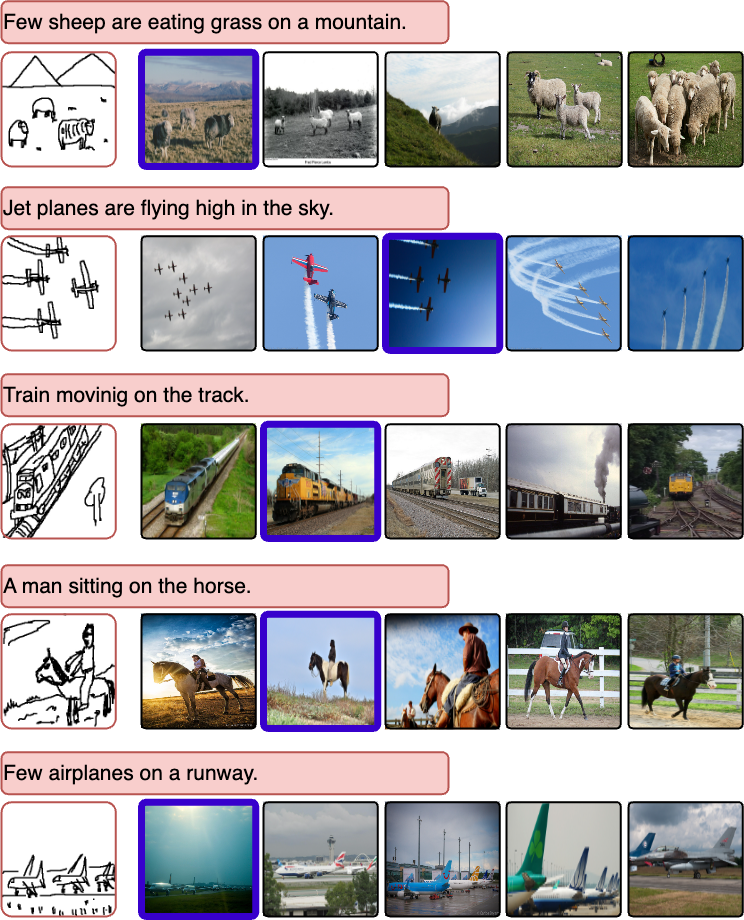 Few sheep are eating grass on a mountain.
Jet planes are flying high in the sky.
Train movinig on the track.
A man sitting on the horse.
Few airplanes on a runway.